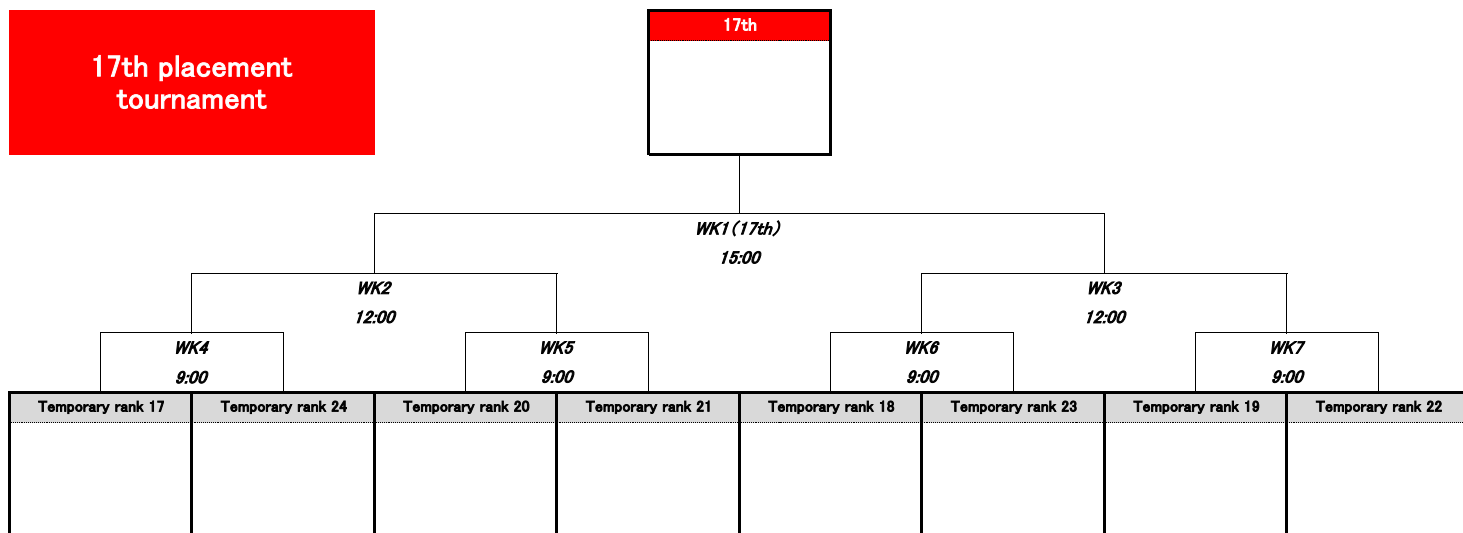 17th placement
tournament
17th
WK1(17th)
15:00
WK2
WK3
12:00
12:00
WK4
WK5
WK6
WK7
9:00
9:00
9:00
9:00
Temporary rank 17
Temporary rank 24
Temporary rank 20
Temporary rank 21
Temporary rank 18
Temporary rank 23
Temporary rank 19
Temporary rank 22